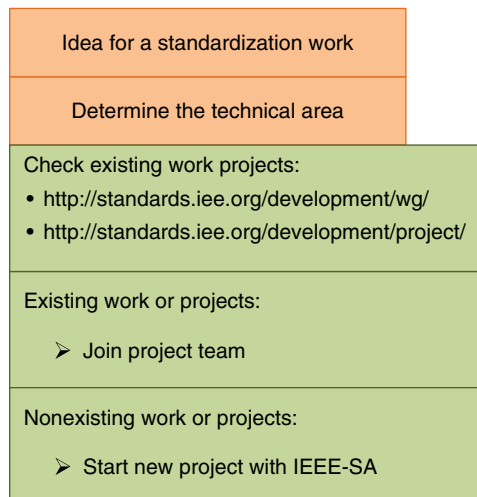 Idea for a standardization work
Determine the technical area
Check existing work projects:
• http://standards.iee.org/development/wg/
• http://standards.iee.org/development/project/
Existing work or projects:
➢ Join project team
Nonexisting work or projects:
➢ Start new project with IEEE-SA